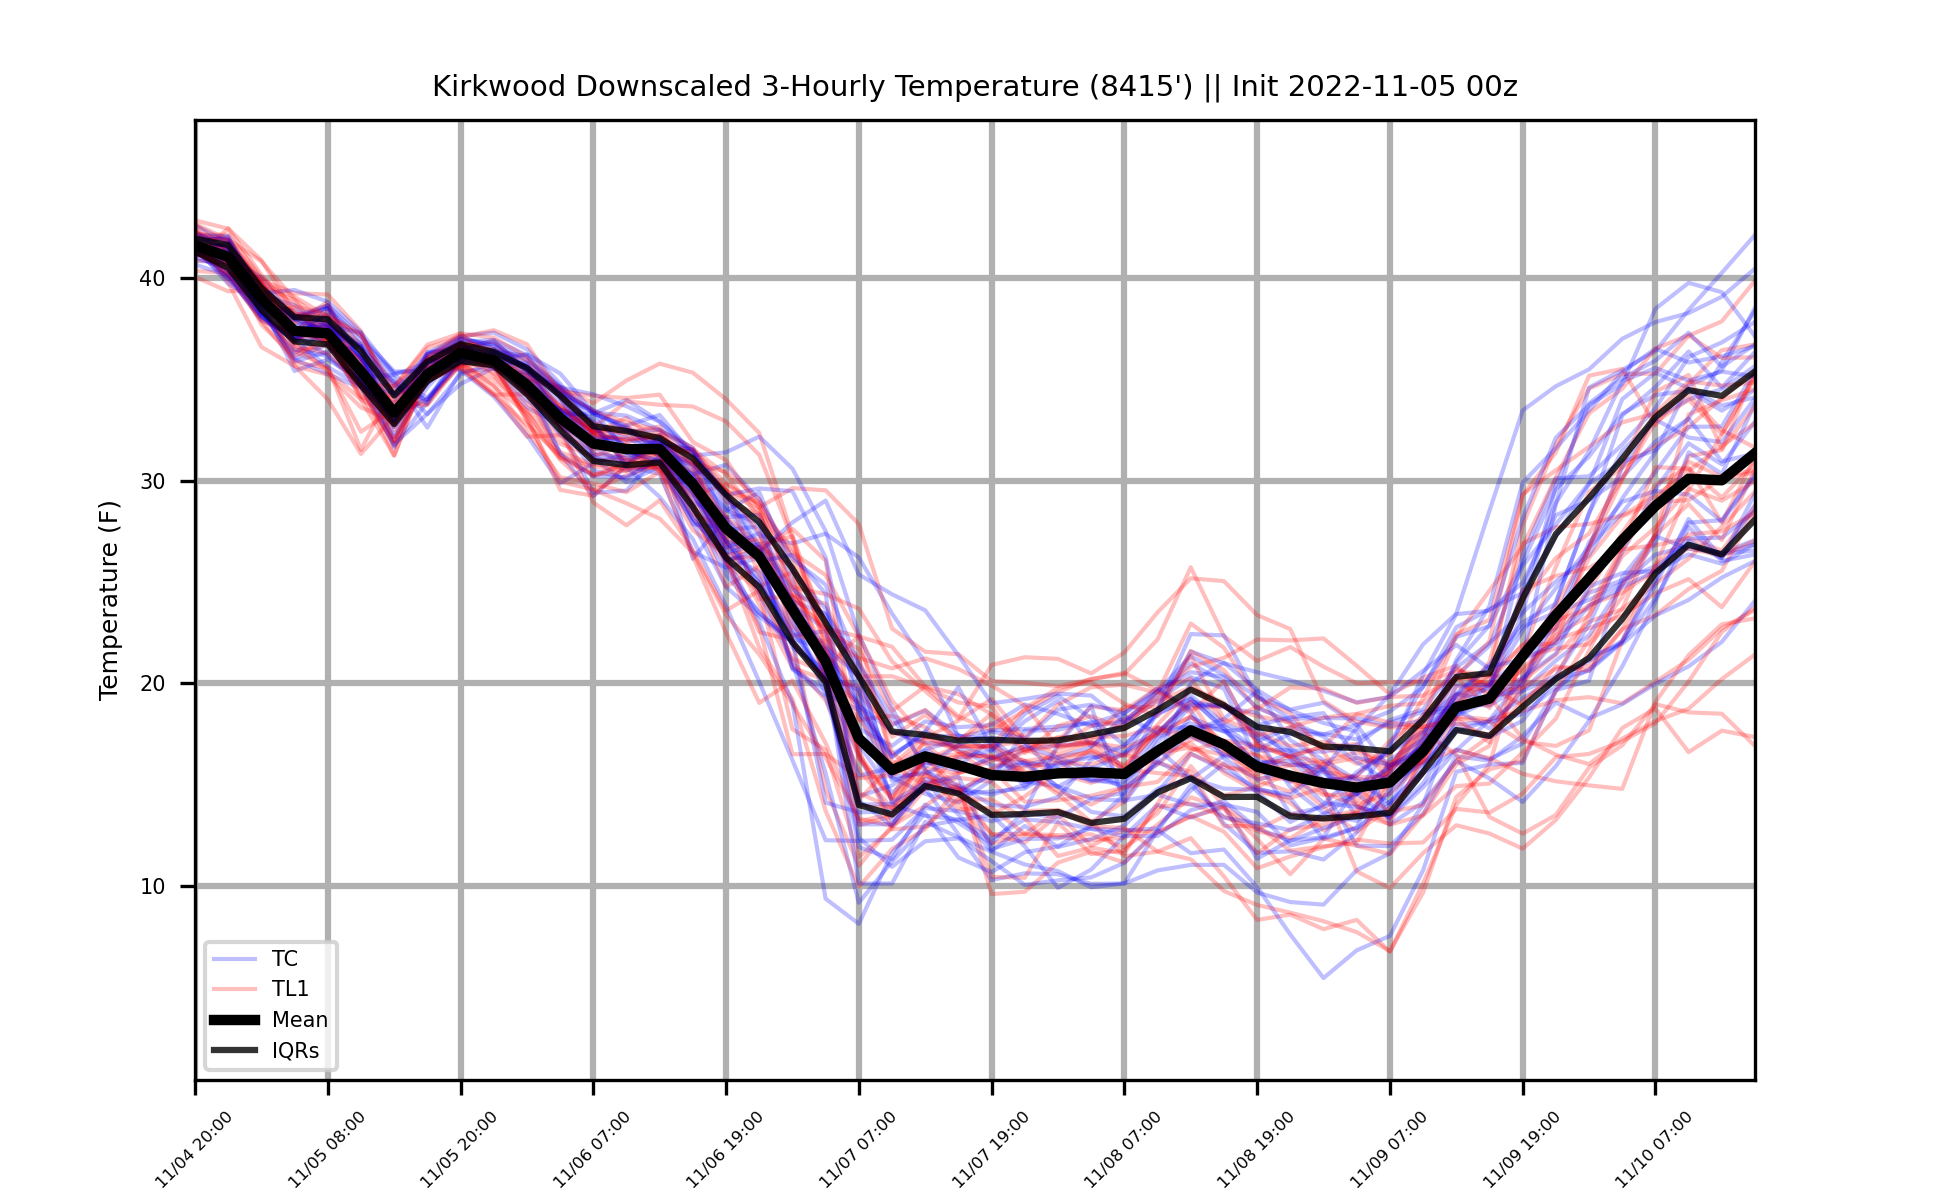 Kirkwood Downscaled 3-Hourly Temperature (8415') || Init 2022-11-05 00z
Temperature (F)
40
30
20
10
TC
TL1
Mean
IQRs
11/04 20:00
11/05 08:00
11/05 20:00
11/06 07:00
11/06 19:00
11/07 07:00
11/07 19:00
11/08 07:00
11/08 19:00
11/09 07:00
11/09 19:00
11/10 07:00